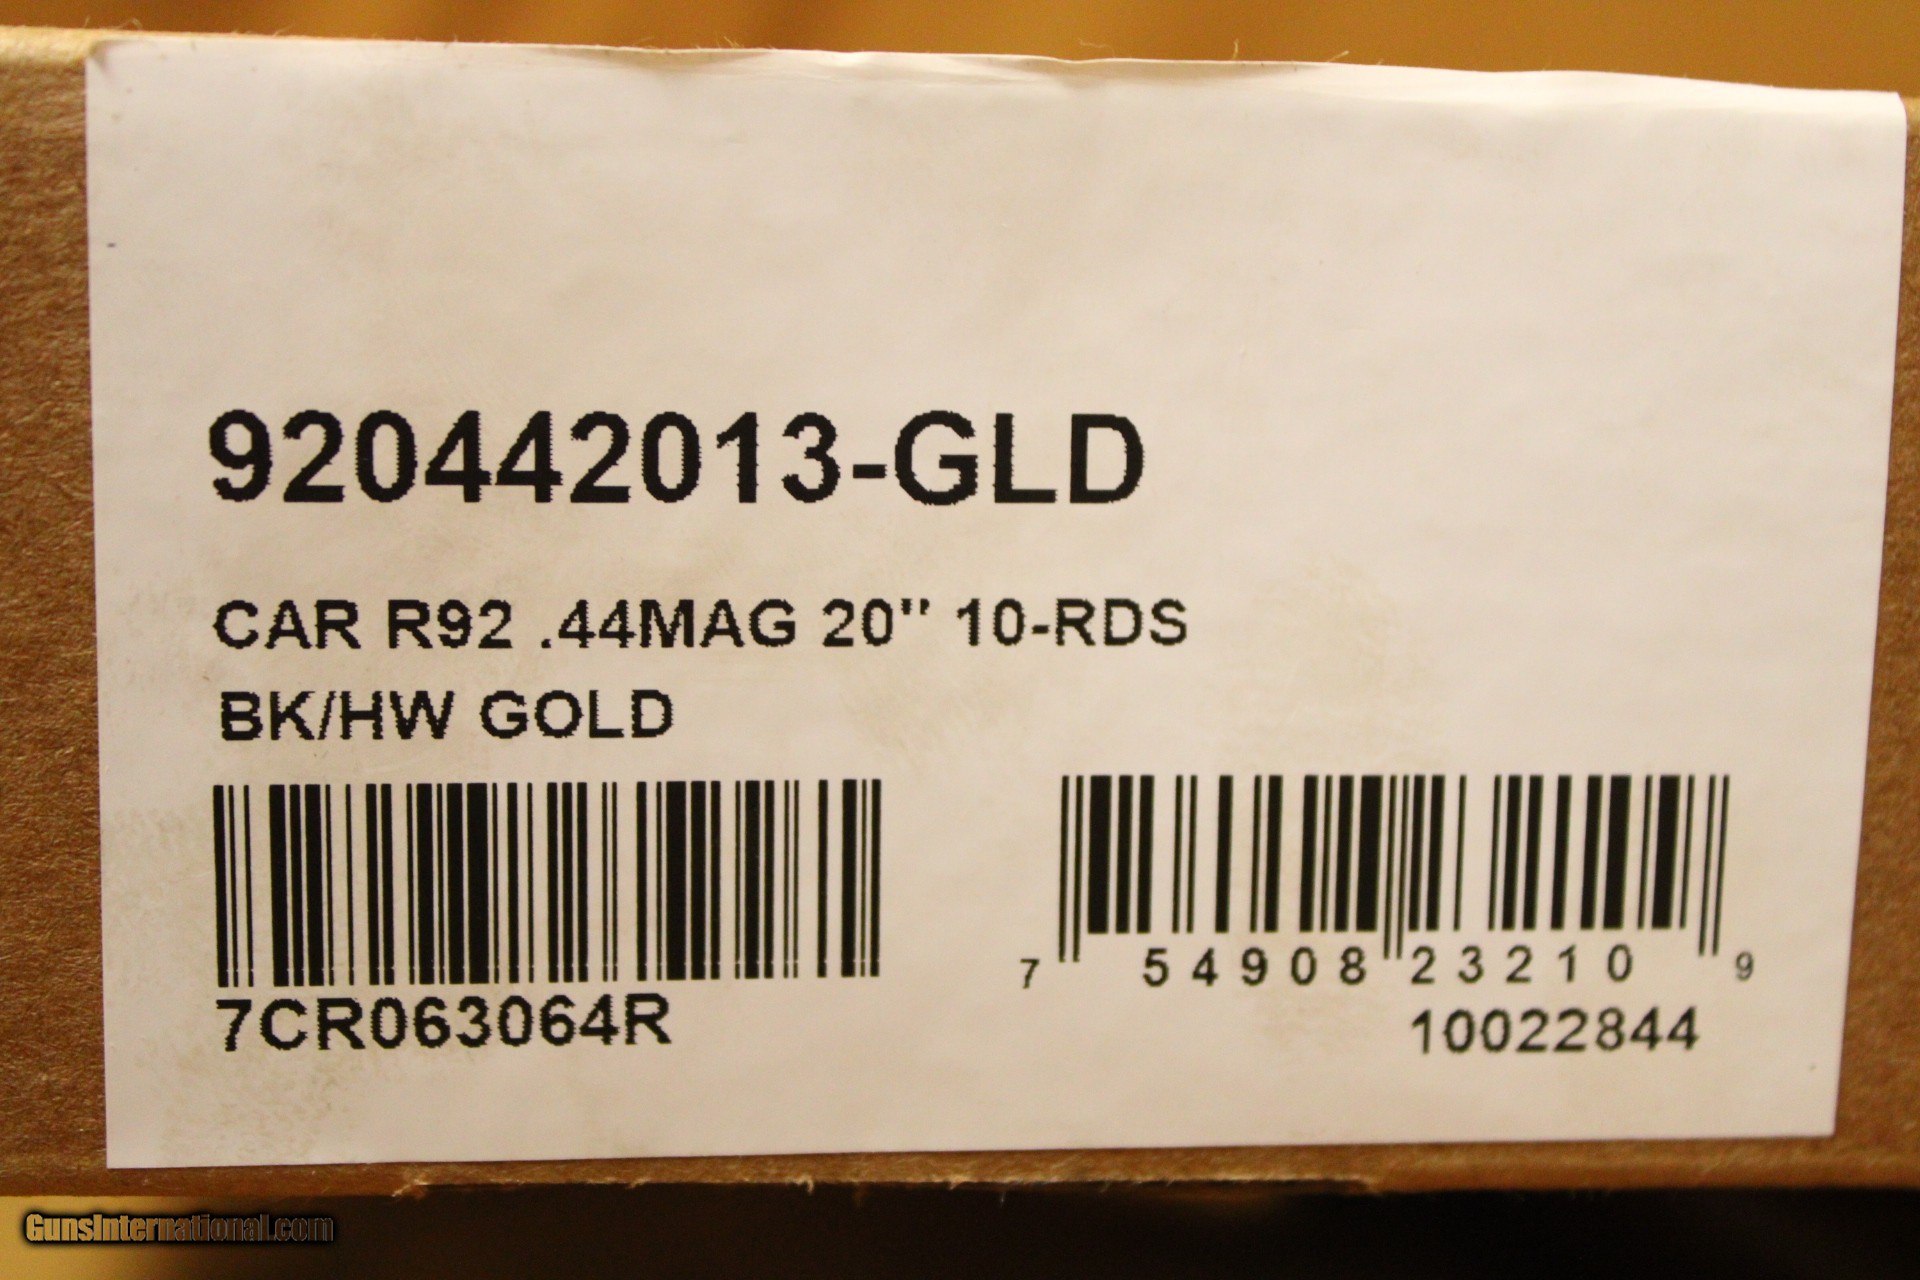 920442013-GLD
CAR R92 .44MAG 20" 10-RDS
BK/HW GOLD
7CR063064R
7 54908 23210 9
10022844
GunsInternational.com